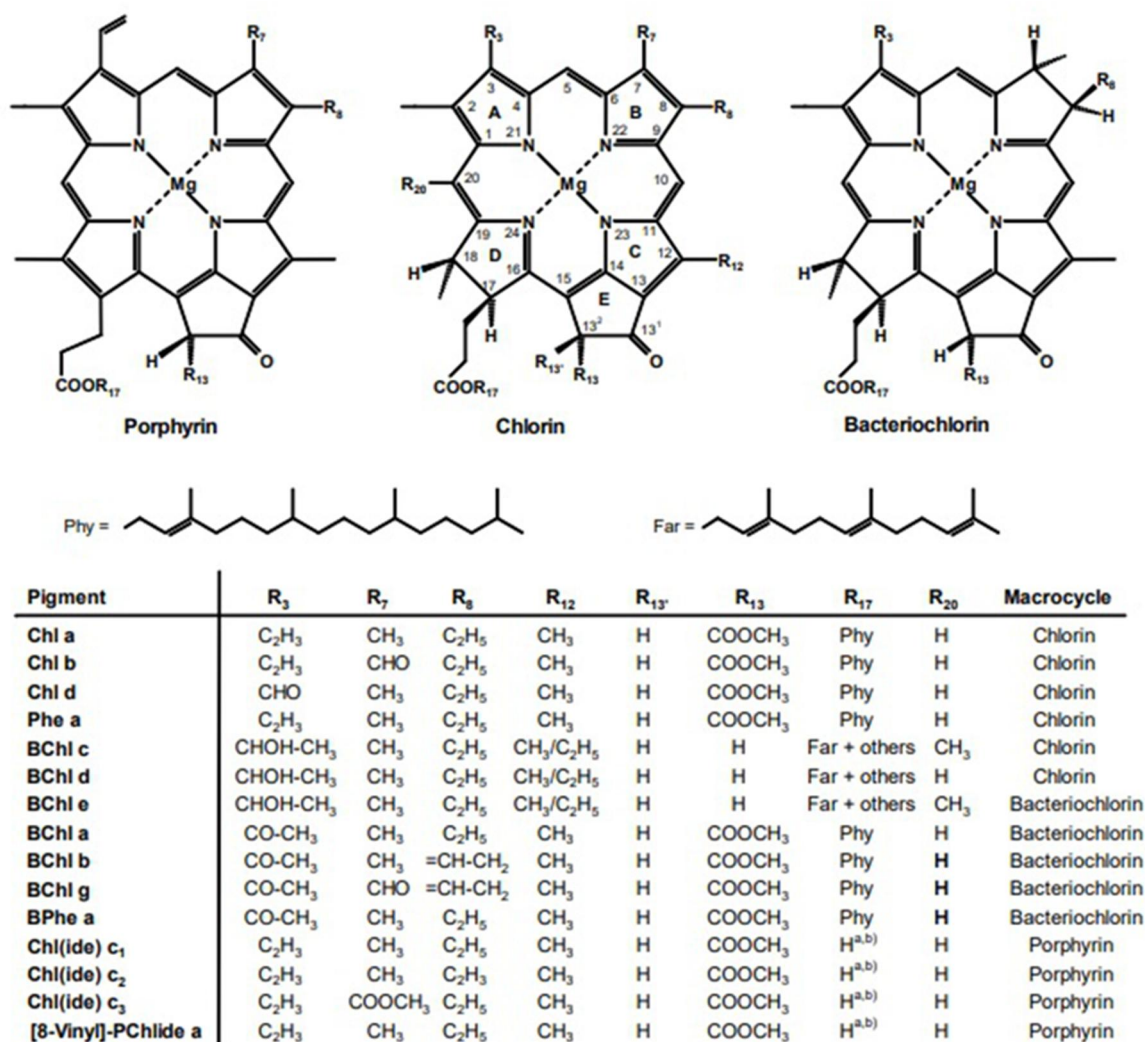 R3 R7 R8 Mg N N N N H R13 O COOR17
R3 R7 R8 3 5 7 2 4 6 8 A B 1 21 22 9 N N R20 20 Mg 10 N N 19 24 23 11 18 D C 12 R12 H 16 15 14 13 17 E H 13² 13¹ R13' R13 O COOR17
R3 H R8 H N N Mg N N H H H R13 O COOR17
Porphyrin Chlorin Bacteriochlorin
Phy = Far =
Pigment R3 R7 R8 R12 R13' R13 R17 R20 Macrocycle
Chl a C2H3 CH3 C2H5 CH3 H COOCH3 Phy H Chlorin
Chl b C2H3 CHO C2H5 CH3 H COOCH3 Phy H Chlorin
Chl d CHO CH3 C2H5 CH3 H COOCH3 Phy H Chlorin
Phe a C2H3 CH3 C2H5 CH3 H COOCH3 Phy H Chlorin
BChl c CHOH-CH3 CH3 C2H5 CH3/C2H5 H H Far + others CH3 Chlorin
BChl d CHOH-CH3 CH3 C2H5 CH3/C2H5 H H Far + others H Chlorin
BChl e CHOH-CH3 CH3 C2H5 CH3/C2H5 H H Far + others CH3 Bacteriochlorin
BChl a CO-CH3 CH3 C2H5 CH3 H COOCH3 Phy H Bacteriochlorin
BChl b CO-CH3 CH3 =CH-CH2 CH3 H COOCH3 Phy H Bacteriochlorin
BChl g CO-CH3 CHO =CH-CH2 CH3 H COOCH3 Phy H Bacteriochlorin
BPhe a CO-CH3 CH3 C2H5 CH3 H COOCH3 Phy H Bacteriochlorin
Chl(ide) c1 C2H3 CH3 C2H5 CH3 H COOCH3 H a,b) H Porphyrin
Chl(ide) c2 C2H3 CH3 C2H3 CH3 H COOCH3 H a,b) H Porphyrin
Chl(ide) c3 C2H3 COOCH3 C2H5 CH3 H COOCH3 H a,b) H Porphyrin
[8-Vinyl]-PChlide a C2H3 CH3 C2H3 CH3 H COOCH3 H a,b) H Porphyrin